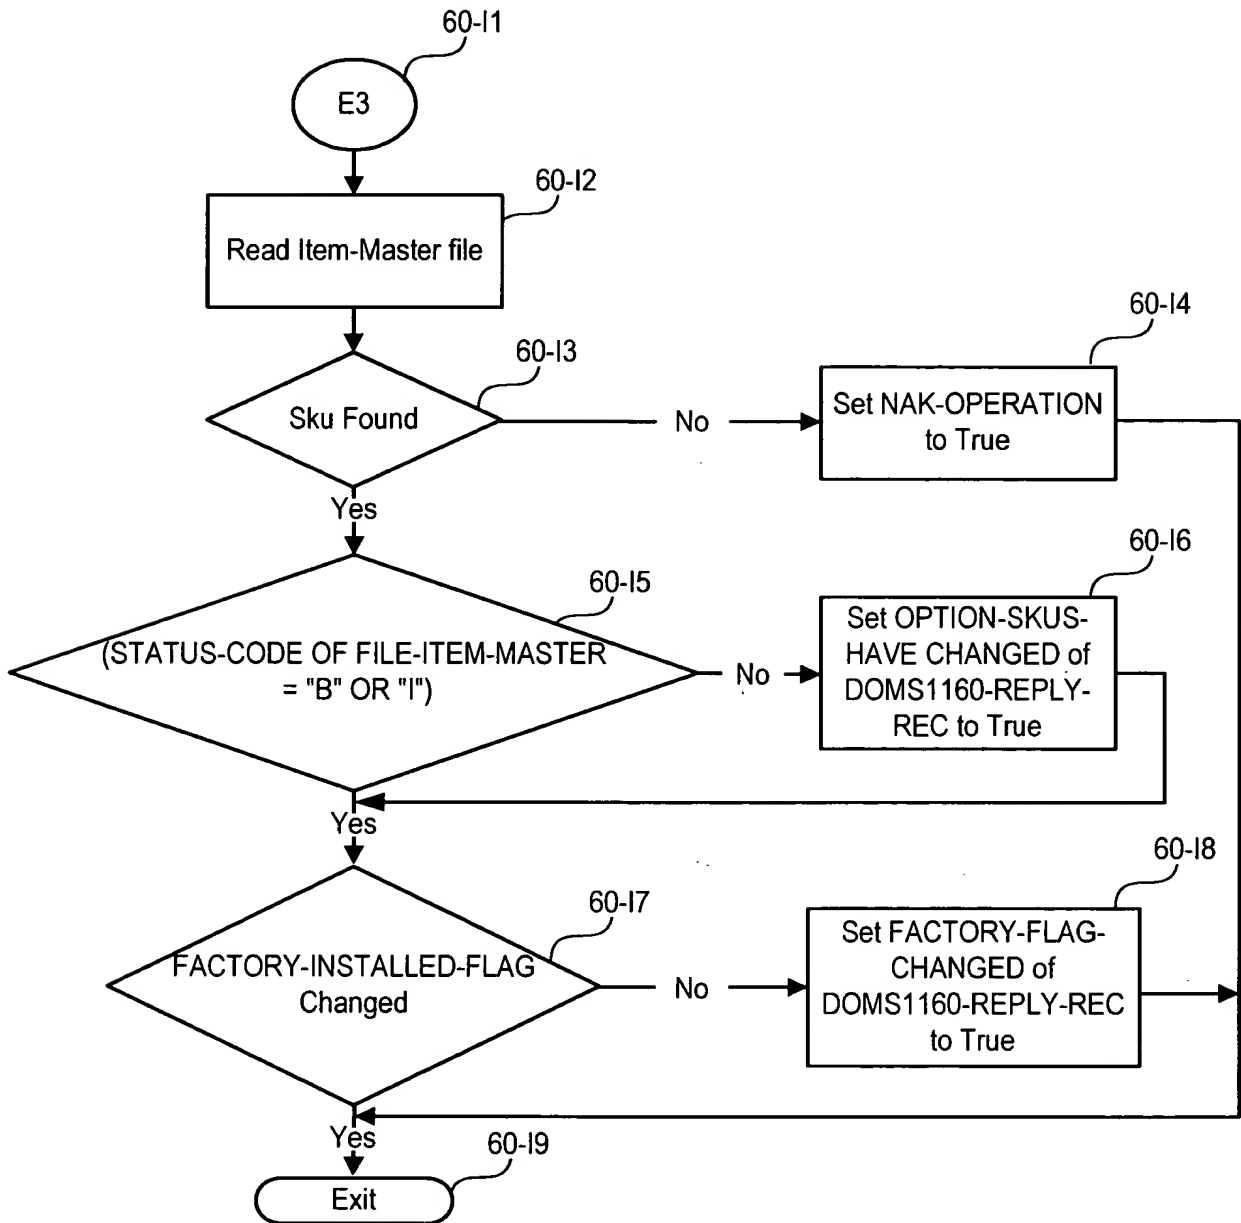 60-I1
E3
60-I2
Read Item-Master file
60-I3
Sku Found
No
60-I4
Set NAK-OPERATION
to True
Yes
60-I5
(STATUS-CODE OF FILE-ITEM-MASTER
= "B" OR "I")
No
60-I6
Set OPTION-SKUS-
HAVE CHANGED of
DOMS1160-REPLY-
REC to True
Yes
60-I7
FACTORY-INSTALLED-FLAG
Changed
No
60-I8
Set FACTORY-FLAG-
CHANGED of
DOMS1160-REPLY-REC
to True
Yes
60-I9
Exit